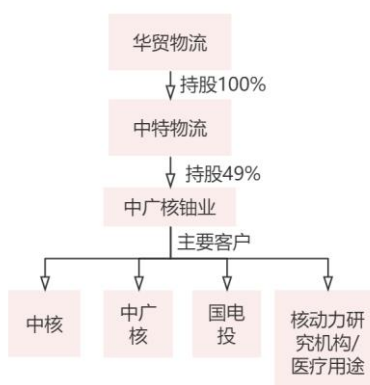 华贸物流
持股100%
中特物流
持股49%
中广核铀业
主要客户
中核
中广
核
国电
投
核动力研
究机构/
医疗用途